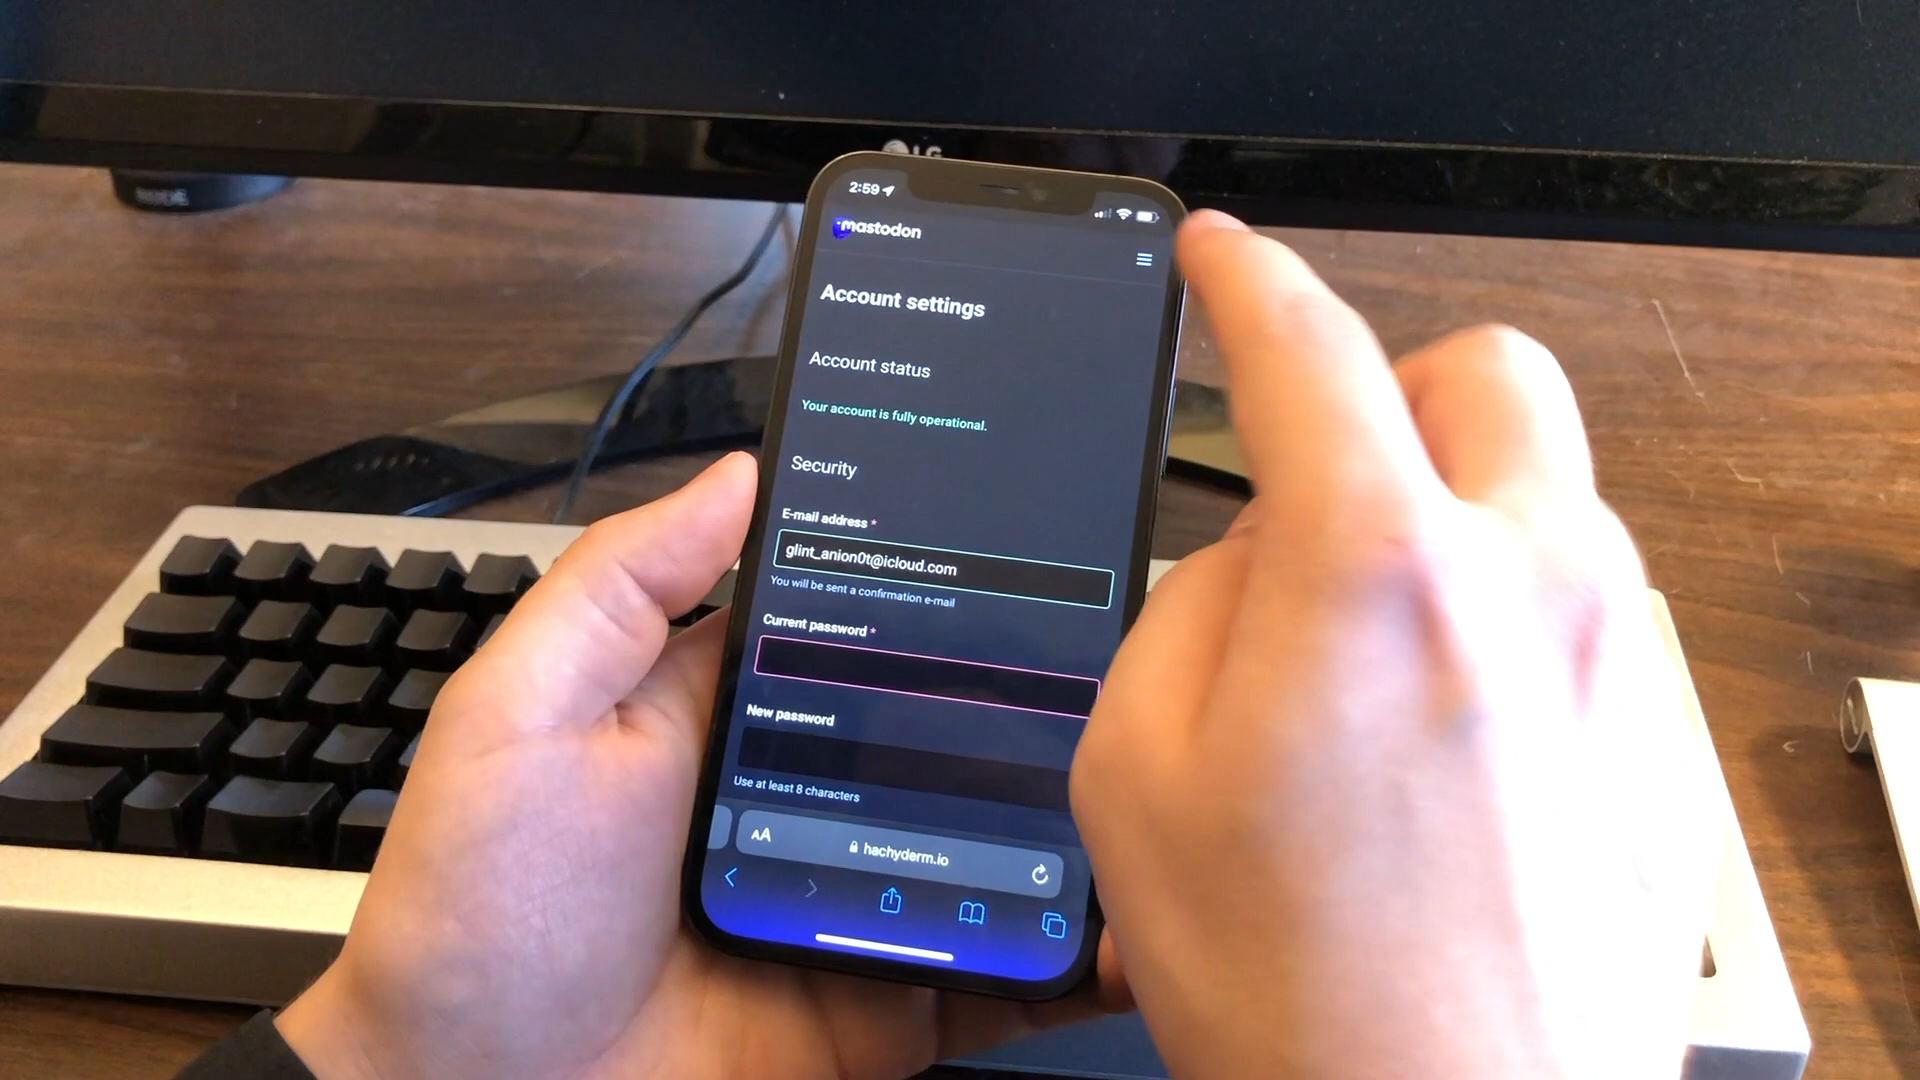 LG
2:59
mastodon
Account settings
Account status
Your account is fully operational.
Security
E-mail address *
glint_anion0t@icloud.com
You will be sent a confirmation e-mail
Current password *
New password
Use at least 8 characters
AA
hachyderm.io